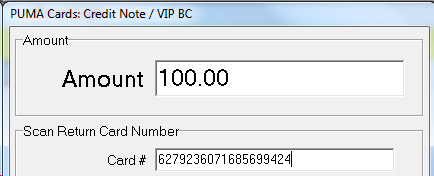 PUMA Cards: Credit Note / VIP BC
Amount
Amount 100.00
Scan Return Card Number
Card # 6279236071685699424